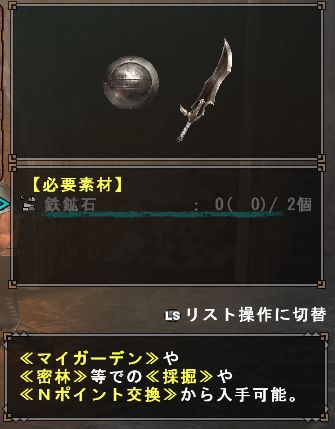 【必要素材】
鉄鉱石 : 0( 0)/ 2個
LSリスト操作に切替
≪マイガーデン≫や
≪密林≫等での≪採掘≫や
≪Nポイント交換≫から入手可能。